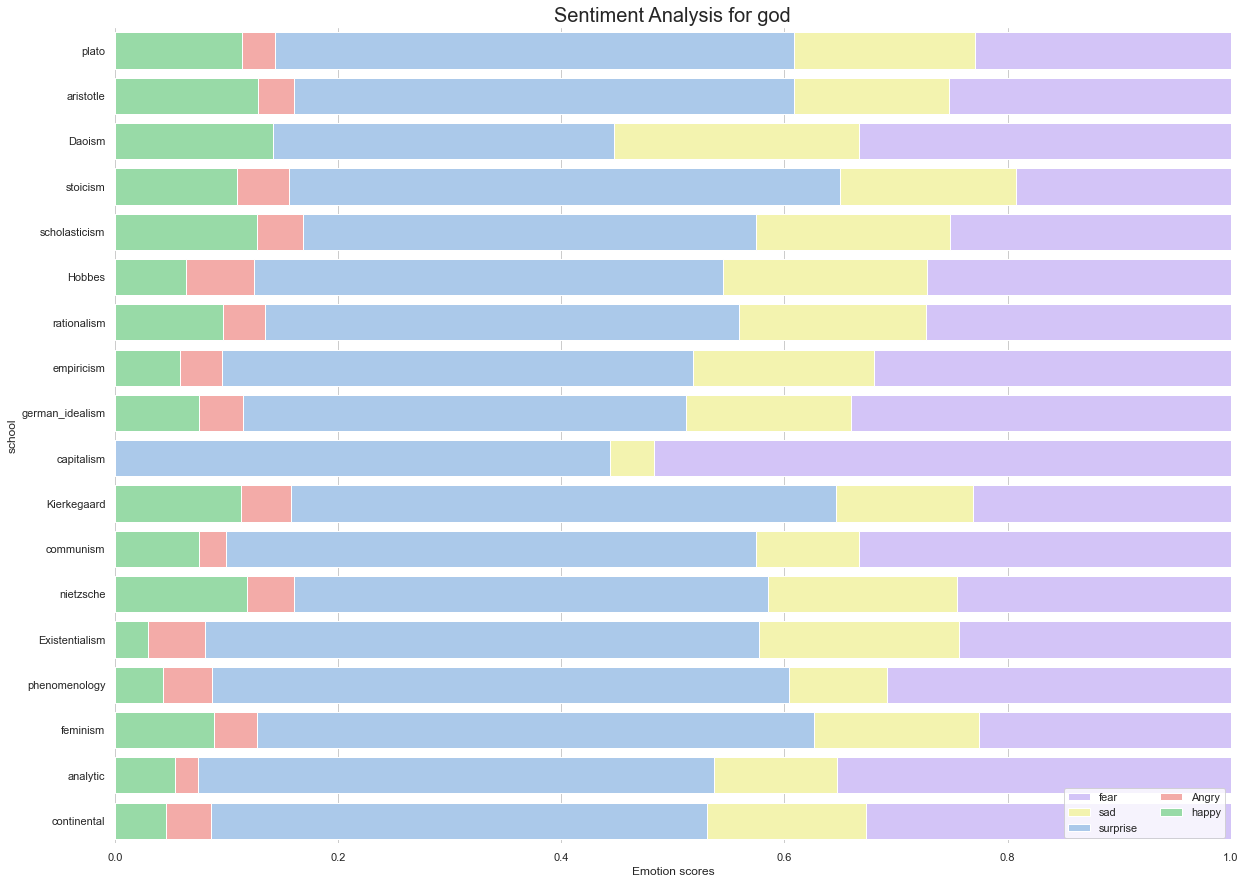 Sentiment Analysis for god
school
plato
aristotle
Daoism
stoicism
scholasticism
Hobbes
rationalism
empiricism
german_idealism
capitalism
Kierkegaard
communism
nietzsche
Existentialism
phenomenology
feminism
analytic
continental
fear
sad
surprise
Angry
happy
0.0 0.2 0.4 0.6 0.8 1.0
Emotion scores